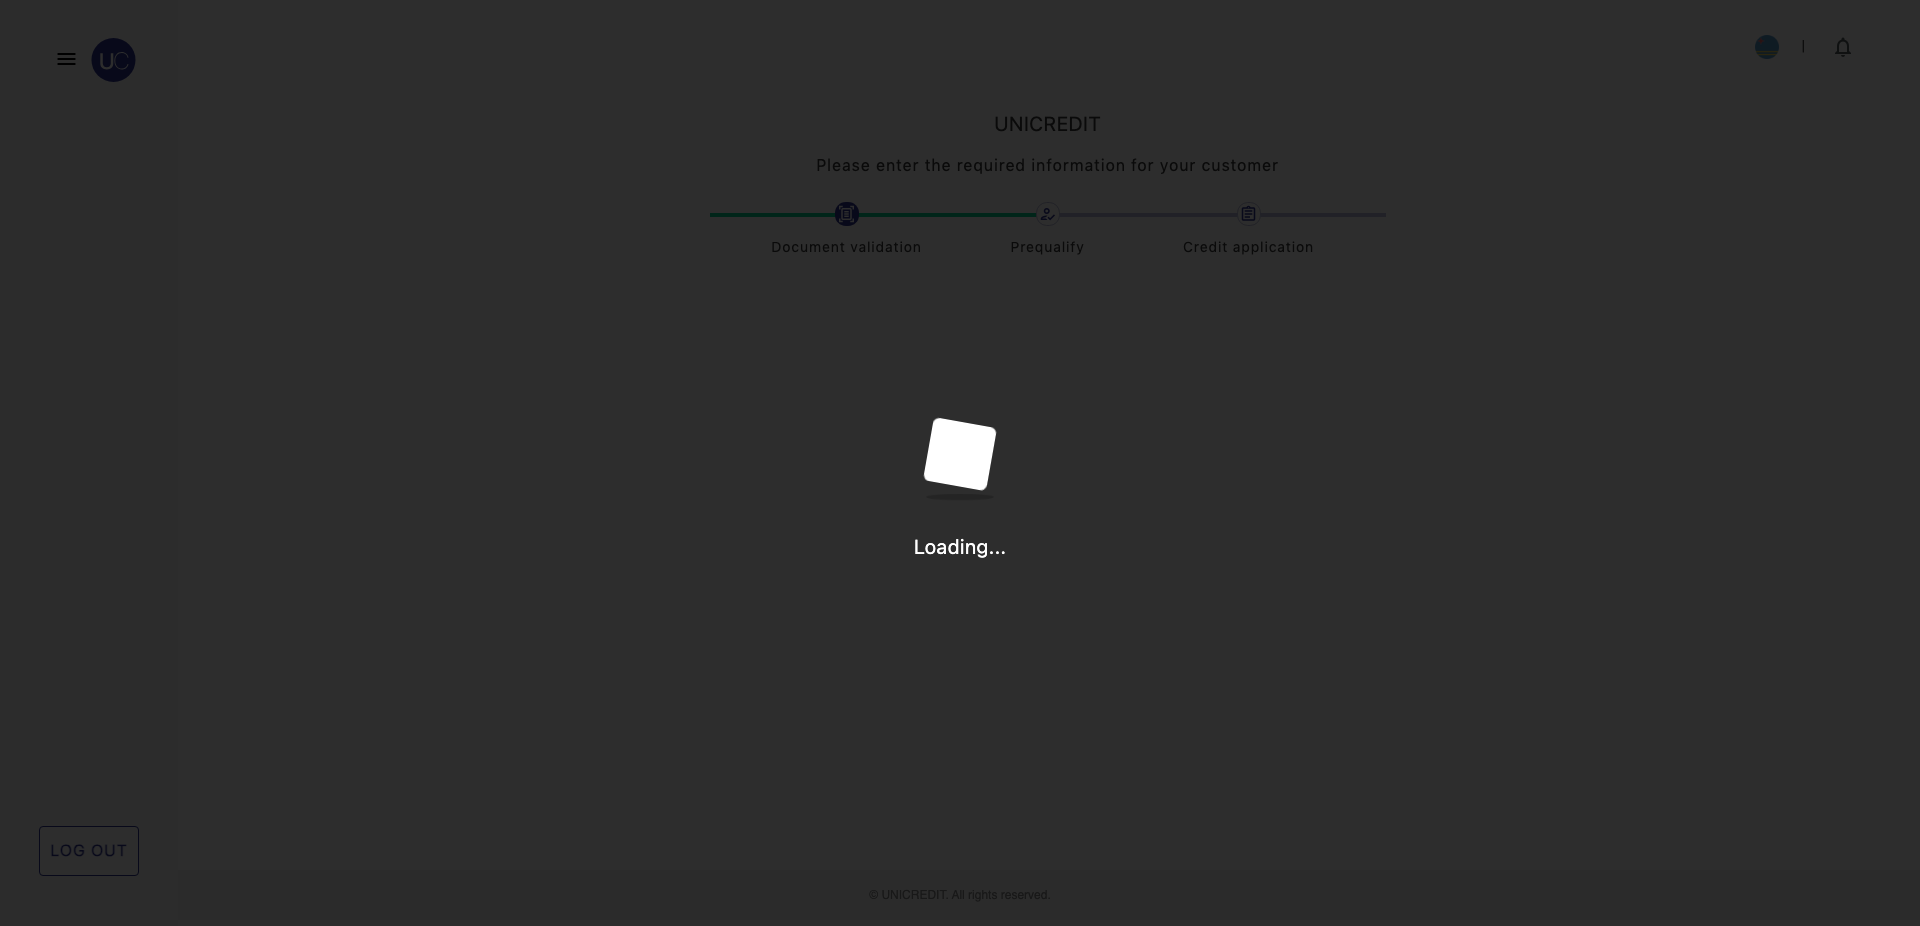 UC
UNICREDIT
Please enter the required information for your customer
Document validation
Prequalify
Credit application
Loading...
LOG OUT
© UNICREDIT. All rights reserved.